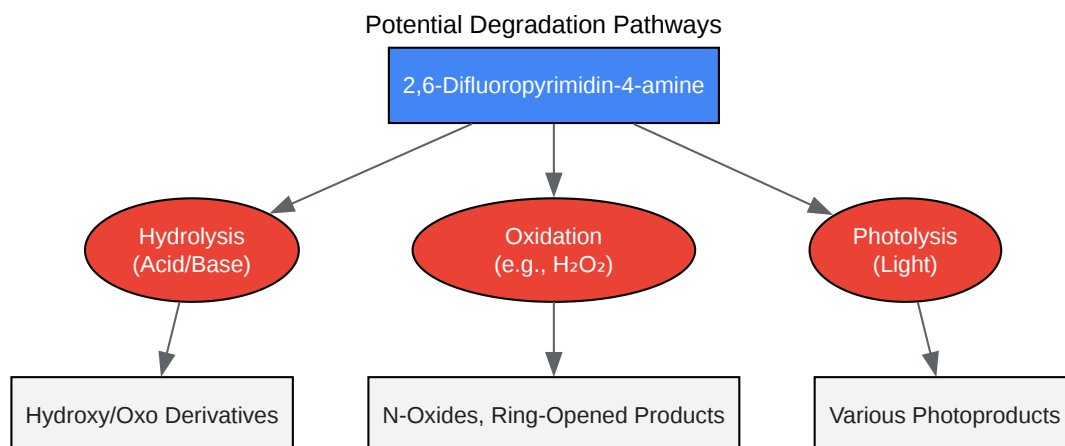 Potential Degradation Pathways
2,6-Difluoropyrimidin-4-amine
Hydrolysis
(Acid/Base)
Oxidation
(e.g., H₂O₂)
Photolysis
(Light)
Hydroxy/Oxo Derivatives
N-Oxides, Ring-Opened Products
Various Photoproducts